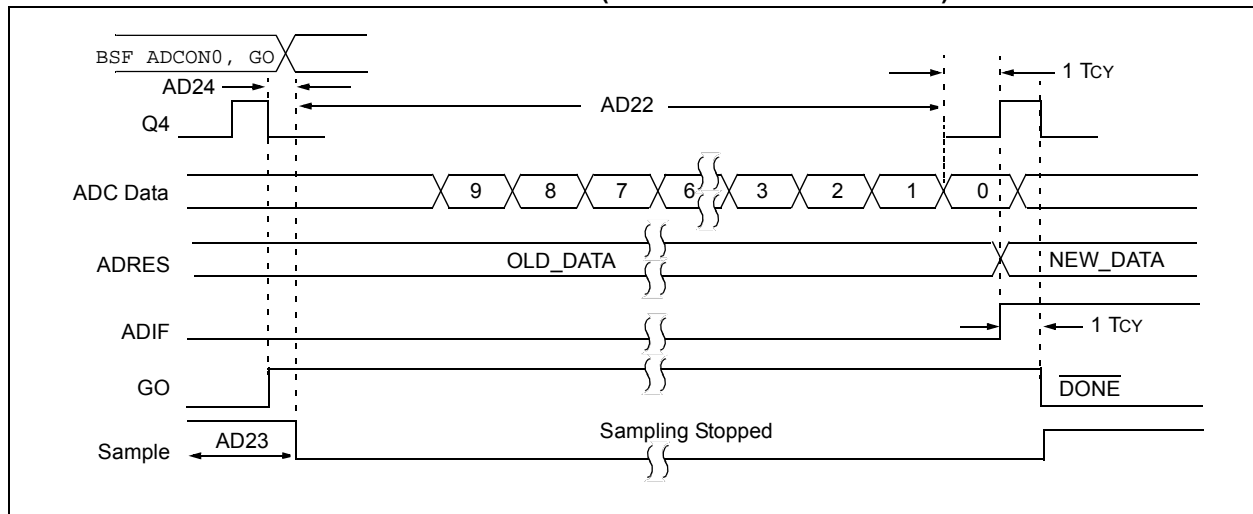 BSF ADCON0, GO
AD24
1 TCY
AD22
Q4
ADC Data
9 8 7 6 3 2 1 0
ADRES
OLD_DATA
NEW_DATA
ADIF
1 TCY
GO
DONE
Sampling Stopped
AD23
Sample